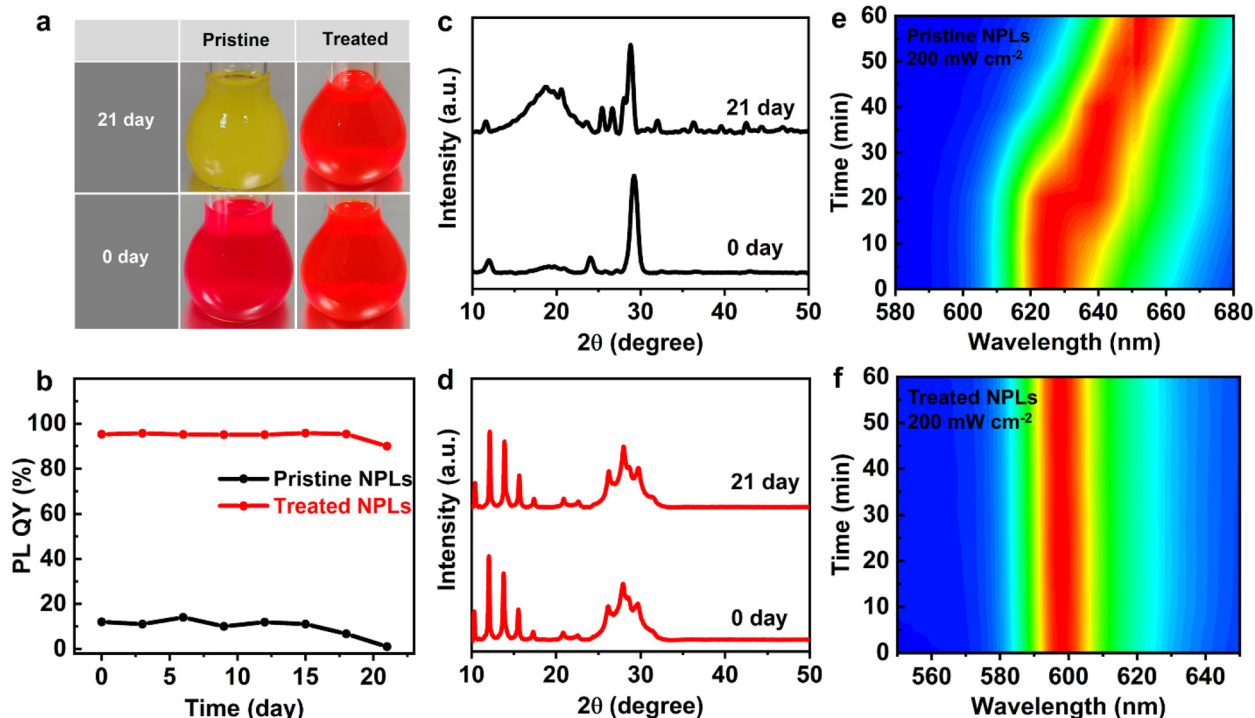 a
Pristine Treated
21 day
0 day
b
100
80
60
40
20
0
PL QY (%)
Pristine NPLs
Treated NPLs
0 5 10 15 20
Time (day)
c
Intensity (a.u.)
21 day
0 day
10 20 30 40 50
2θ (degree)
d
Intensity (a.u.)
21 day
0 day
10 20 30 40 50
2θ (degree)
e
Pristine NPLs
200 mW cm⁻²
60
50
40
30
20
10
0
Time (min)
580 600 620 640 660 680
Wavelength (nm)
f
Treated NPLs
200 mW cm⁻²
60
50
40
30
20
10
0
Time (min)
560 580 600 620 640
Wavelength (nm)